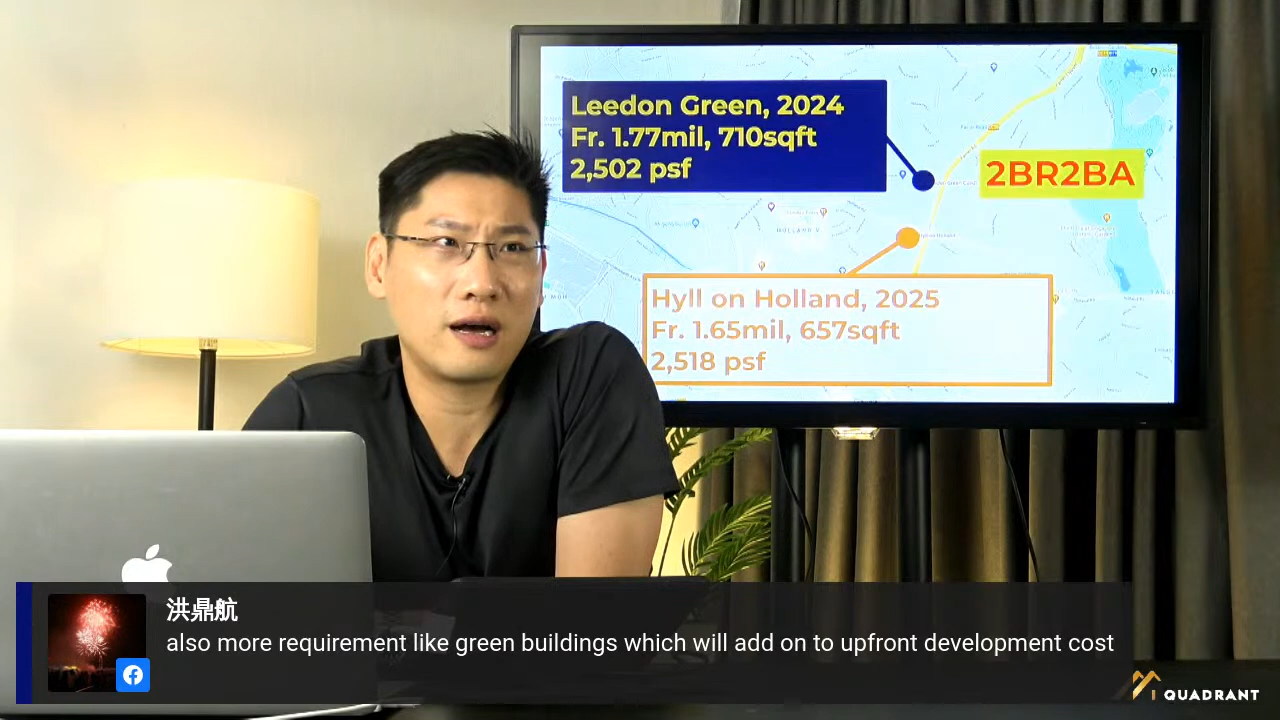 Leedon Green, 2024
Fr. 1.77mil, 710sqft
2,502 psf
2BR2BA
HOLLAND V
Hyll on Holland, 2025
Fr. 1.65mil, 657sqft
2,518 psf
洪鼎航
also more requirement like green buildings which will add on to upfront development cost
QUADRANT